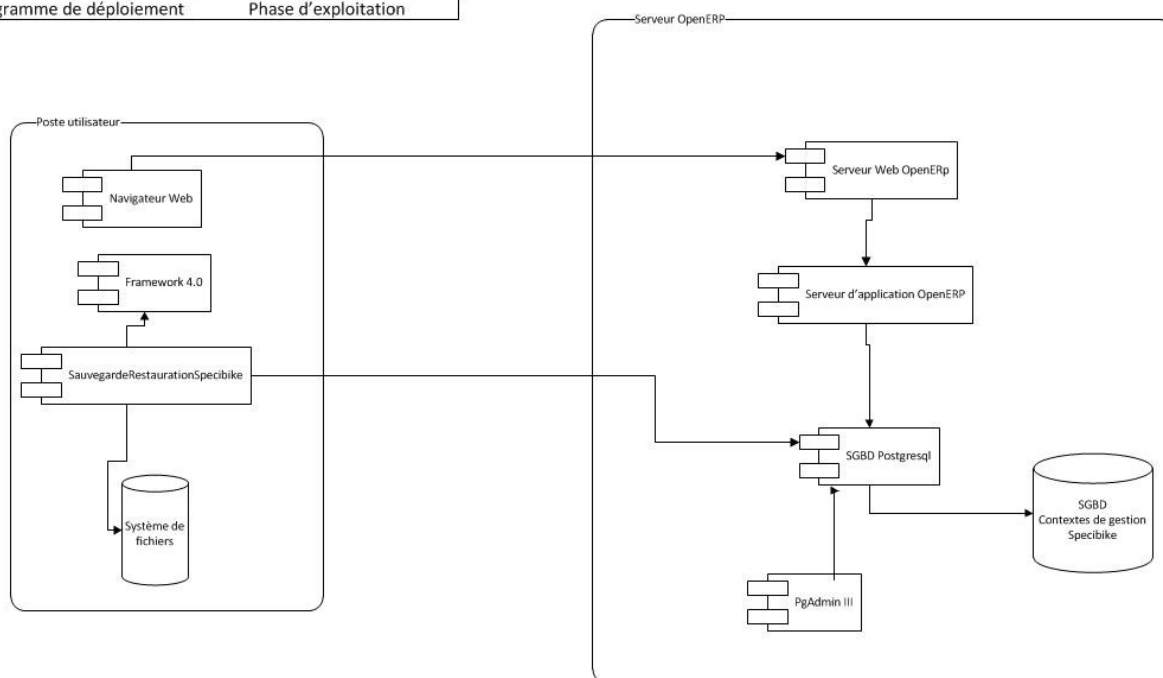 de déploiement Phase d'exploitation
Serveur OpenERP
Poste utilisateur
Navigateur Web
Serveur Web OpenERp
Framework 4.0
Serveur d'application OpenERP
SauvegardeRestaurationSpecibike
SGBD Postgresql
Système de
fichiers
SGBD
Contextes de gestion
Specibike
PgAdmin III